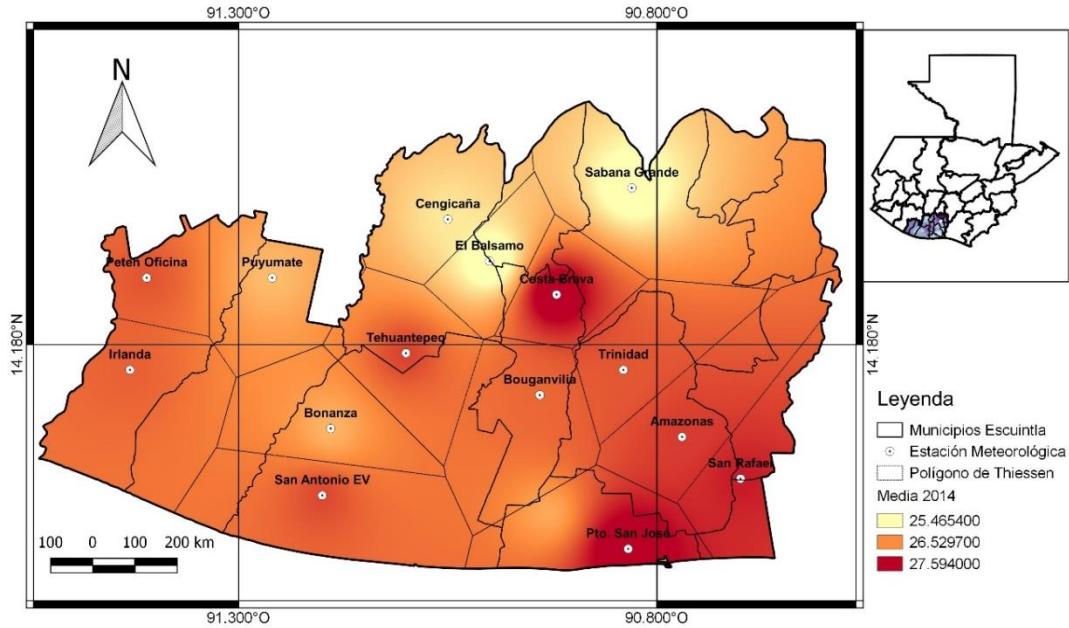 91.300°O 90.800°O
N
Sabana Grande
Cengicaña
El Balsamo
Peten Oficina Puyumate Costa Brava
Tehuantepeq
14.180°N 14.180°N
Irlanda Trinidad
Bouganvilia
Bonanza
Amazonas
San Rafael
San Antonio EV
Pto. San José
100 0 100 200 km
91.300°O 90.800°O
Leyenda
Municipios Escuintla
Estación Meteorológica
Polígono de Thiessen
Media 2014
25.465400
26.529700
27.594000